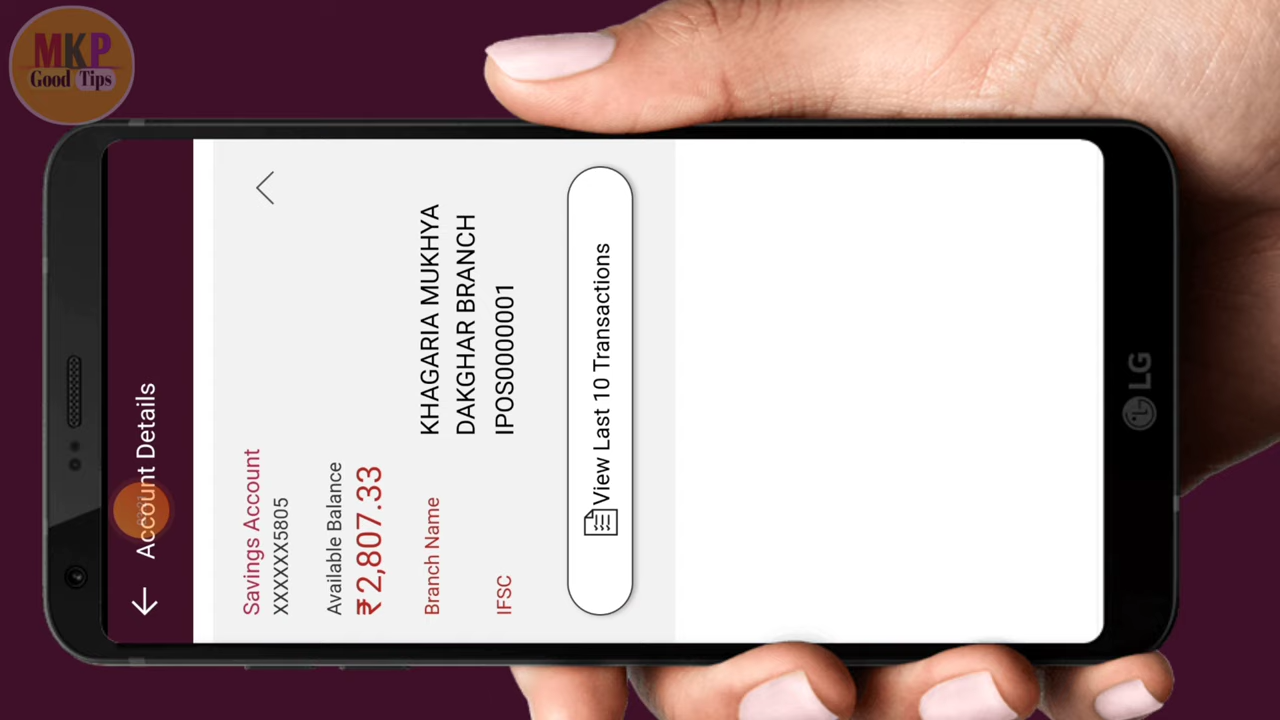 MKP
Good Tips
Account Details
Savings Account
XXXXXX5805
Available Balance
₹2,807.33
Branch Name
KHAGARIA MUKHYA
DAKGHAR BRANCH
IFSC
IPOS0000001
View Last 10 Transactions
LG